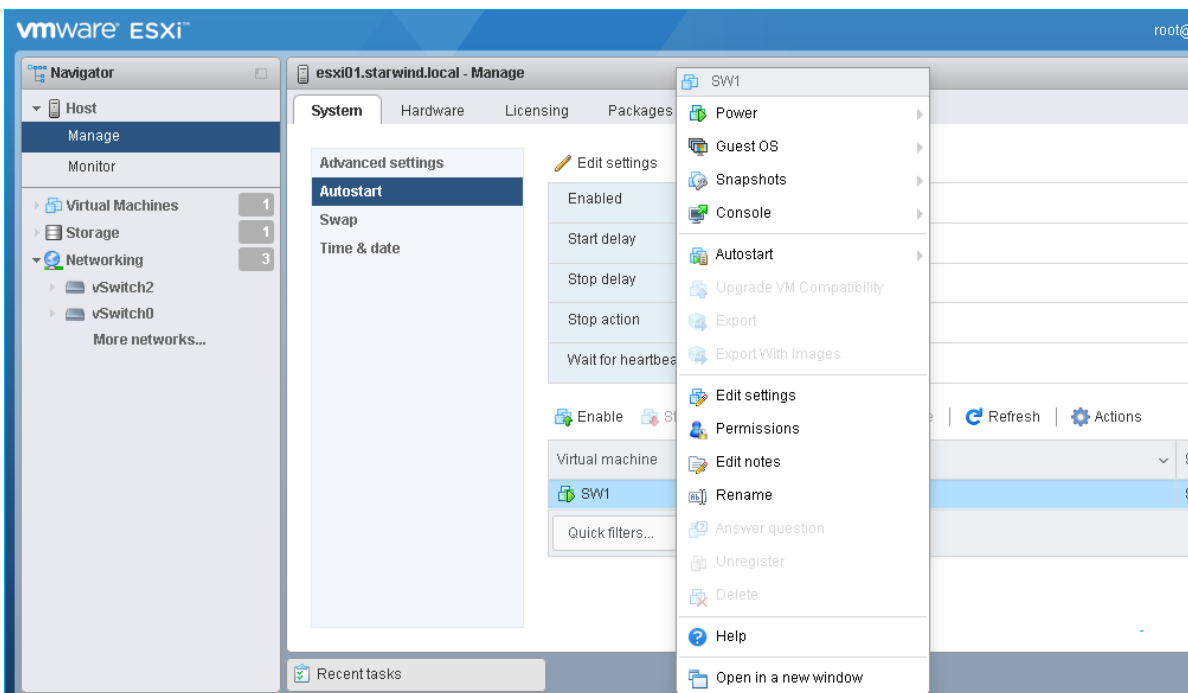 vmware ESXi™
root@
Navigator
Host
Manage
Monitor
Virtual Machines 1
Storage 1
Networking 3
vSwitch2
vSwitch0
More networks...
esxi01.starwind.local - Manage
System Hardware Licensing Packages
Advanced settings
Autostart
Swap
Time & date
Edit settings
Enabled
Start delay
Stop delay
Stop action
Wait for heartbea
Enable
Refresh
Actions
Virtual machine
SW1
Quick filters...
SW1
Power
Guest OS
Snapshots
Console
Autostart
Upgrade VM Compatibility
Export
Export With Images
Edit settings
Permissions
Edit notes
Rename
Answer question
Unregister
Delete
Help
Open in a new window
Recent tasks